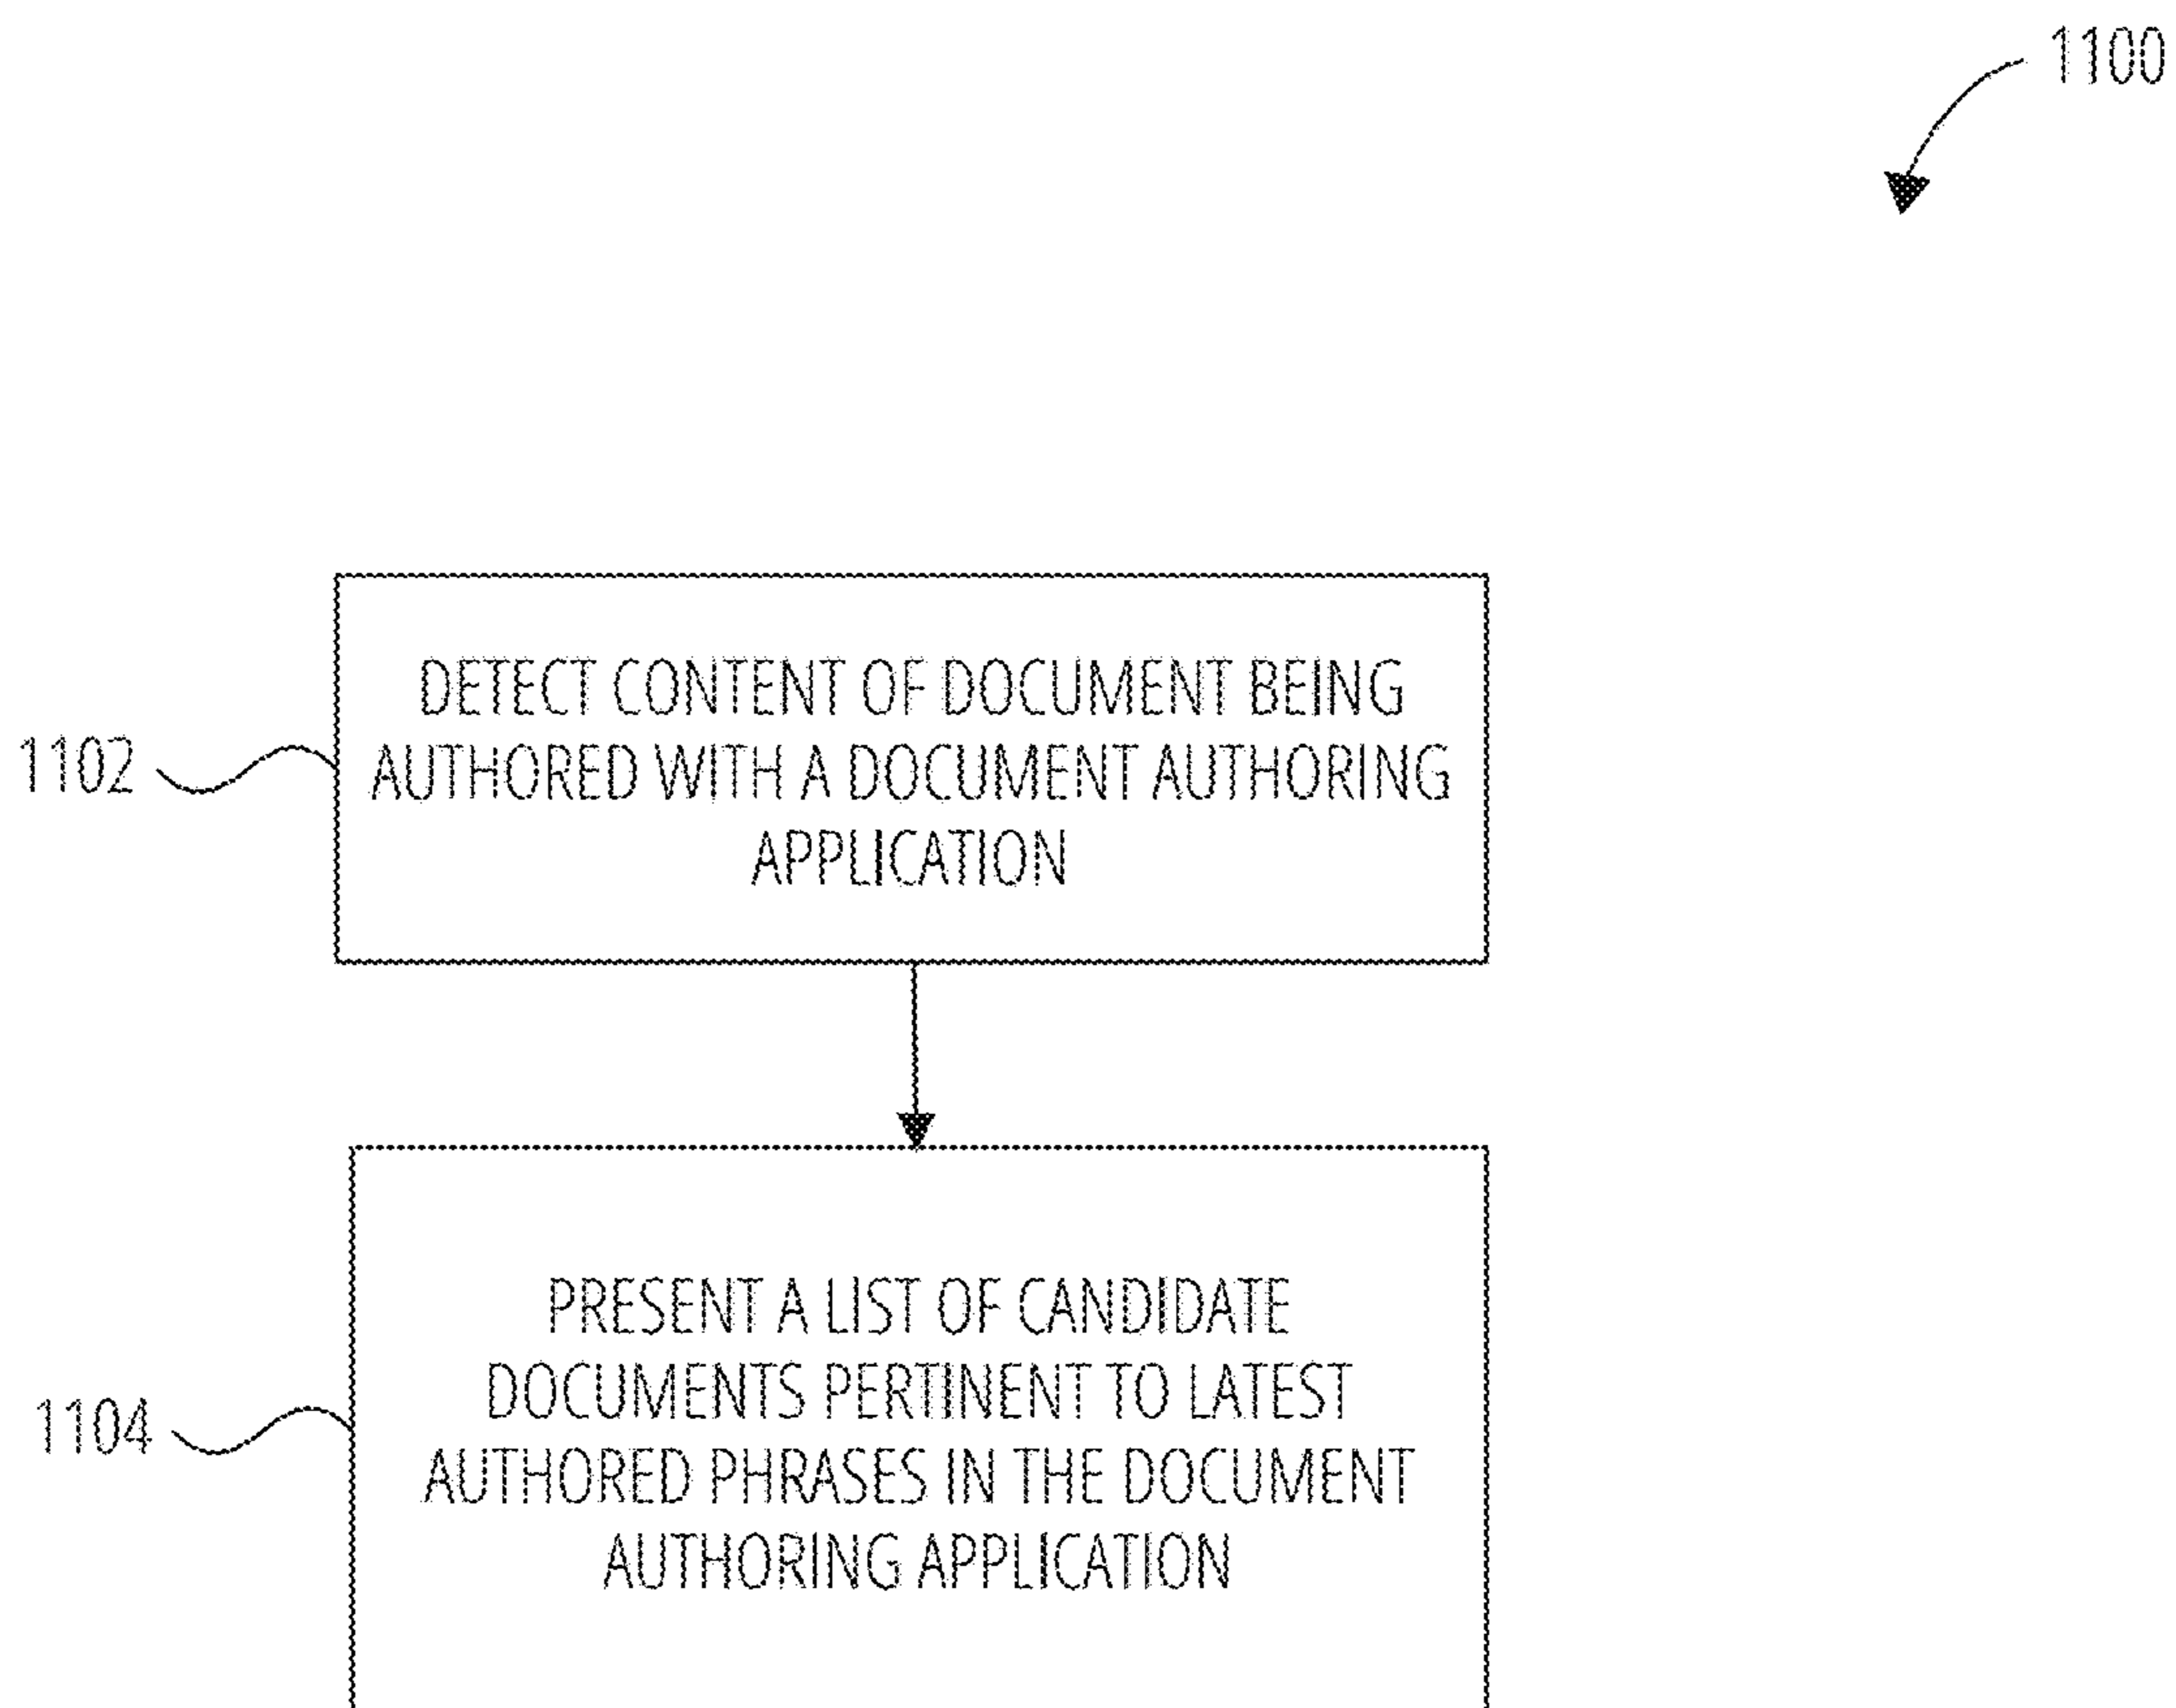 1100
DETECT CONTENT OF DOCUMENT BEING
1102
AUTHORED WITH A DOCUMENT AUTHORING
APPLICATION
PRESENT A LIST OF CANDIDATE
DOCUMENTS PERTINENT TO LATEST
1104
AUTHORED PHRASES IN THE DOCUMENT
AUTHORING APPLICATION